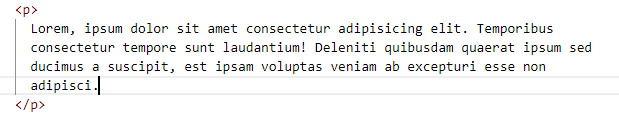 <p>
Lorem, ipsum dolor sit amet consectetur adipisicing elit. Temporibus
consectetur tempore sunt laudantium! Deleniti quibusdam quaerat ipsum sed
ducimus a suscipit, est ipsam voluptas veniam ab excepturi esse non
adipisci.
</p>